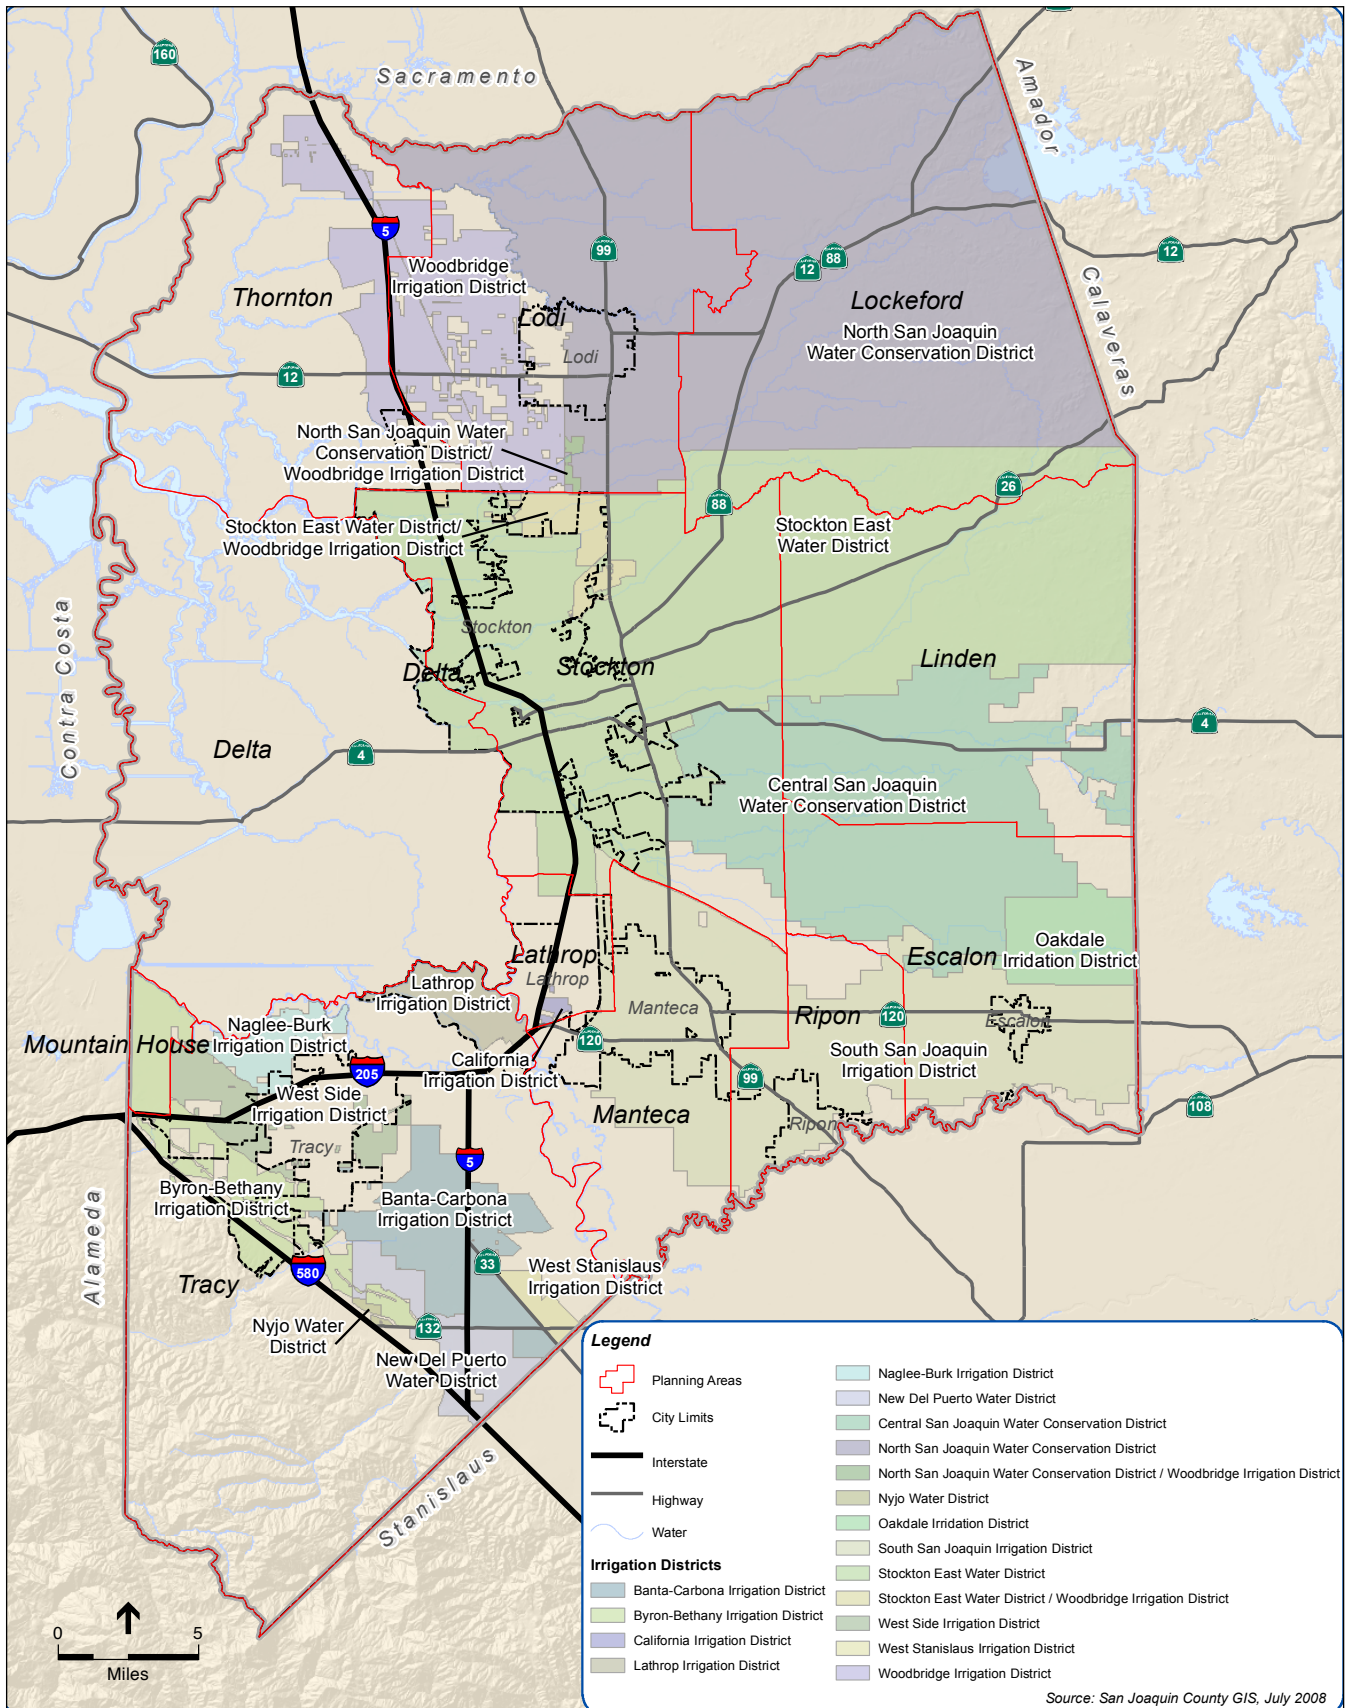 Sacramento
160
Amador
5
99
12
88
12
Woodbridge
Irrigation District
Thornton
Calaveras
Lockeford
Lodi
North San Joaquin
Water Conservation District
Lodi
12
North San Joaquin Water
Conservation District/
Woodbridge Irrigation District
26
88
Stockton East Water District/
Woodbridge Irrigation District
Stockton East
Water District
Contra Costa
Stockton
Delta
Stockton
Linden
4
Delta
4
Central San Joaquin
Water Conservation District
Lathrop
Lathrop
Escalon
Oakdale
Irridation District
Lathrop
Irrigation District
Manteca
Ripon
120
Escalon
Naglee-Burk
Irrigation District
Mountain House
120
South San Joaquin
Irrigation District
California
Irrigation District
205
99
West Side
Irrigation District
Manteca
108
Ripon
Tracy
5
Byron-Bethany
Irrigation District
Banta-Carbona
Irrigation District
Alameda
33
580
West Stanislaus
Irrigation District
Tracy
Nyjo Water
District
132
New Del Puerto
Water District
Stanislaus
Legend
Planning Areas
City Limits
Interstate
Highway
Water
Irrigation Districts
Banta-Carbona Irrigation District
Byron-Bethany Irrigation District
California Irrigation District
Lathrop Irrigation District
Naglee-Burk Irrigation District
New Del Puerto Water District
Central San Joaquin Water Conservation District
North San Joaquin Water Conservation District
North San Joaquin Water Conservation District / Woodbridge Irrigation District
Nyjo Water District
Oakdale Irridation District
South San Joaquin Irrigation District
Stockton East Water District
Stockton East Water District / Woodbridge Irrigation District
West Side Irrigation District
West Stanislaus Irrigation District
Woodbridge Irrigation District
0 5
Miles
Source: San Joaquin County GIS, July 2008